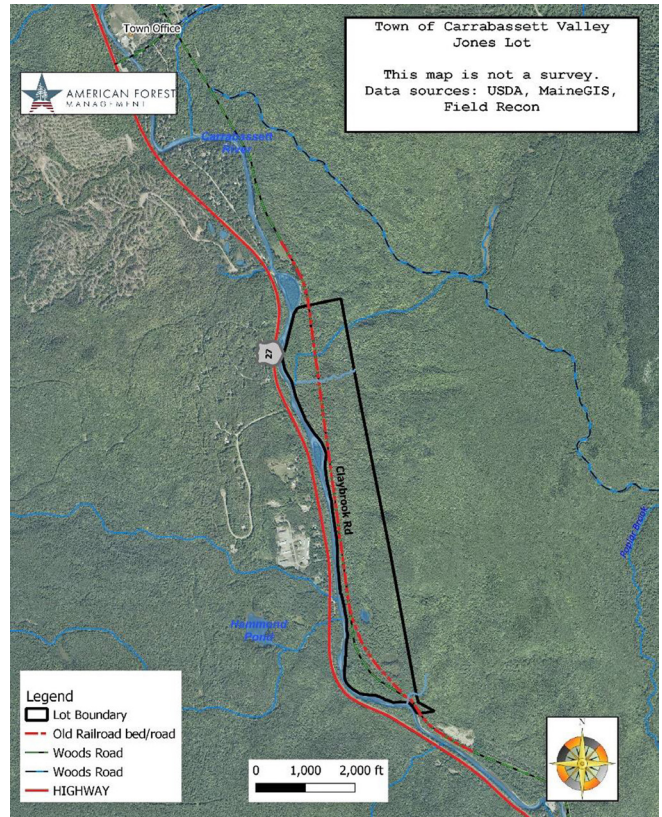 Town of Carrabassett Valley
Jones Lot
This map is not a survey.
Data sources: USDA, MaineGIS,
Field Recon
Town Office
AMERICAN FOREST
MANAGEMENT
Carrabassett
River
27
Claybrook Rd
Poplar Brook
Hammond
Pond
Legend
Lot Boundary
Old Railroad bed/road
Woods Road
Woods Road
HIGHWAY
0 1,000 2,000 ft
N